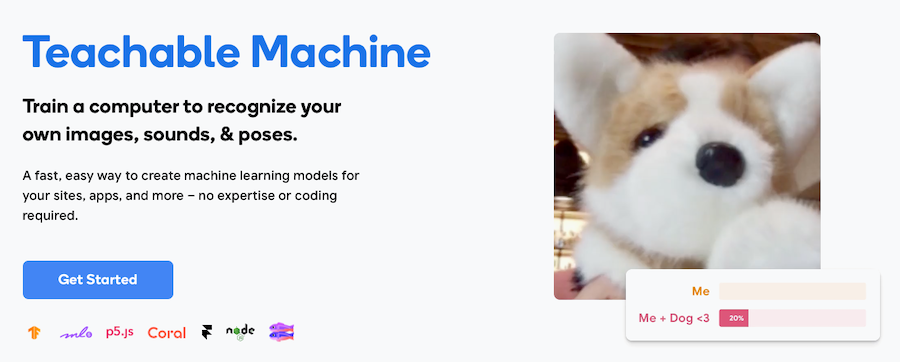 Teachable Machine
Train a computer to recognize your
own images, sounds, & poses.
A fast, easy way to create machine learning models for
your sites, apps, and more – no expertise or coding
required.
Get Started
ml5 p5.js Coral node
Me
Me + Dog <3 20%